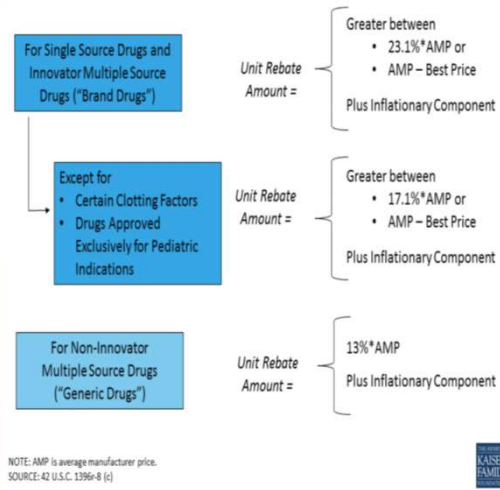 For Single Source Drugs and
Innovator Multiple Source
Drugs (“Brand Drugs”)
Unit Rebate
Amount =
Greater between
• 23.1%*AMP or
• AMP – Best Price
Plus Inflationary Component
Except for
• Certain Clotting Factors
• Drugs Approved
Exclusively for Pediatric
Indications
Unit Rebate
Amount =
Greater between
• 17.1%*AMP or
• AMP – Best Price
Plus Inflationary Component
For Non-Innovator
Multiple Source Drugs
(“Generic Drugs”)
Unit Rebate
Amount =
13%*AMP
Plus Inflationary Component
NOTE: AMP is average manufacturer price.
SOURCE: 42 U.S.C. 1396r-8 (c)